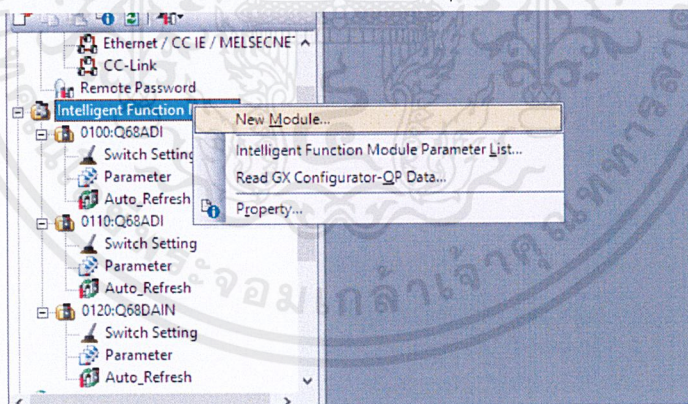 Ethernet / CC IE / MELSECNE
CC-Link
Remote Password
Intelligent Function
New Module...
Intelligent Function Module Parameter List...
Read GX Configurator-QP Data...
Property...
0100:Q68ADI
Switch Setting
Parameter
Auto_Refresh
0110:Q68ADI
Switch Setting
Parameter
Auto_Refresh
0120:Q68DAIN
Switch Setting
Parameter
Auto_Refresh